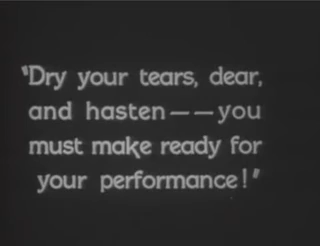 "Dry your tears, dear,
and hasten——you
must make ready for
your performance!"